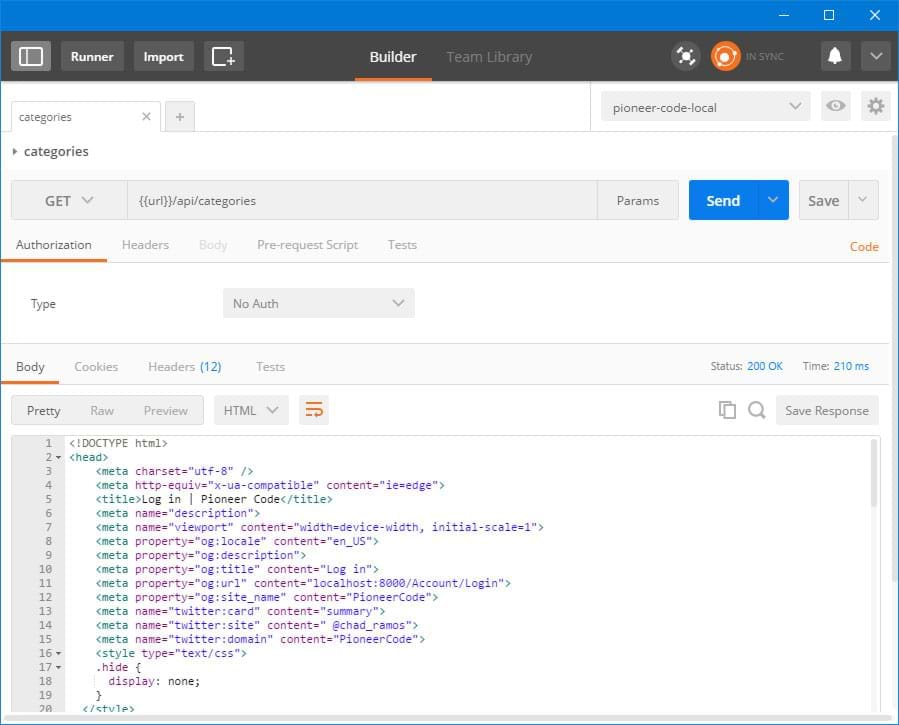 Runner Import Builder Team Library IN SYNC
categories pioneer-code-local
categories
GET {{url}}/api/categories Params Send Save
Authorization Headers Body Pre-request Script Tests Code
Type No Auth
Body Cookies Headers (12) Tests Status: 200 OK Time: 210 ms
Pretty Raw Preview HTML Save Response
1 <!DOCTYPE html>
2 <head>
3 <meta charset="utf-8" />
4 <meta http-equiv="x-ua-compatible" content="ie=edge">
5 <title>Log in | Pioneer Code</title>
6 <meta name="description">
7 <meta name="viewport" content="width=device-width, initial-scale=1">
8 <meta property="og:locale" content="en_US">
9 <meta property="og:description">
10 <meta property="og:title" content="Log in">
11 <meta property="og:url" content="localhost:8000/Account/Login">
12 <meta property="og:site_name" content="PioneerCode">
13 <meta name="twitter:card" content="summary">
14 <meta name="twitter:site" content=" @chad_ramos">
15 <meta name="twitter:domain" content="PioneerCode">
16 <style type="text/css">
17 .hide {
18 display: none;
19 }
20 </style>